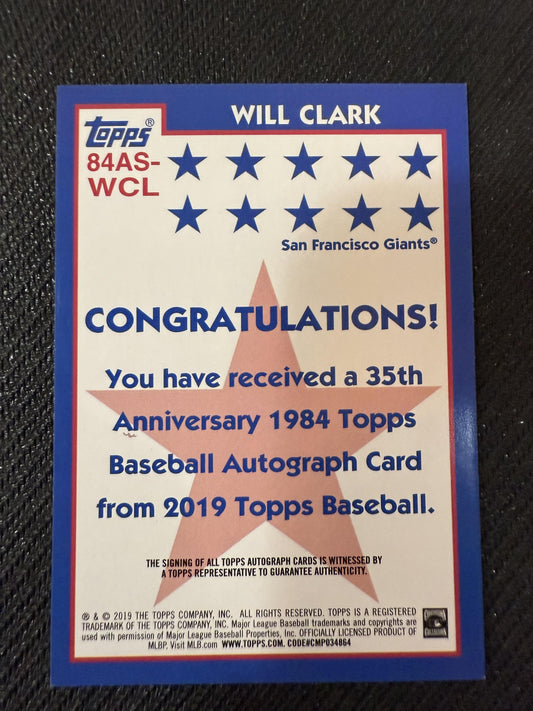 WILL CLARK
TOPPS®
84AS-
WCL
San Francisco Giants®
CONGRATULATIONS!
You have received a 35th
Anniversary 1984 Topps
Baseball Autograph Card
from 2019 Topps Baseball.
THE SIGNING OF ALL TOPPS AUTOGRAPH CARDS IS WITNESSED BY
A TOPPS REPRESENTATIVE TO GUARANTEE AUTHENTICITY.
® & © 2019 THE TOPPS COMPANY, INC. ALL RIGHTS RESERVED. TOPPS IS A REGISTERED
TRADEMARK OF THE TOPPS COMPANY, INC. Major League Baseball trademarks and copyrights are
used with permission of Major League Baseball Properties, Inc. OFFICIALLY LICENSED PRODUCT OF
MLBP. Visit MLB.com WWW.TOPPS.COM. CODE#CMP034864